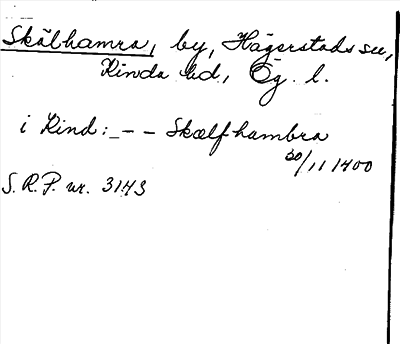 Skälhamra, by, Hägerstads sn,
Kinda hd, Ög. l.
i Kind: _ - - Skælfhambra
30/11 1400
S.R.P. nr. 3143